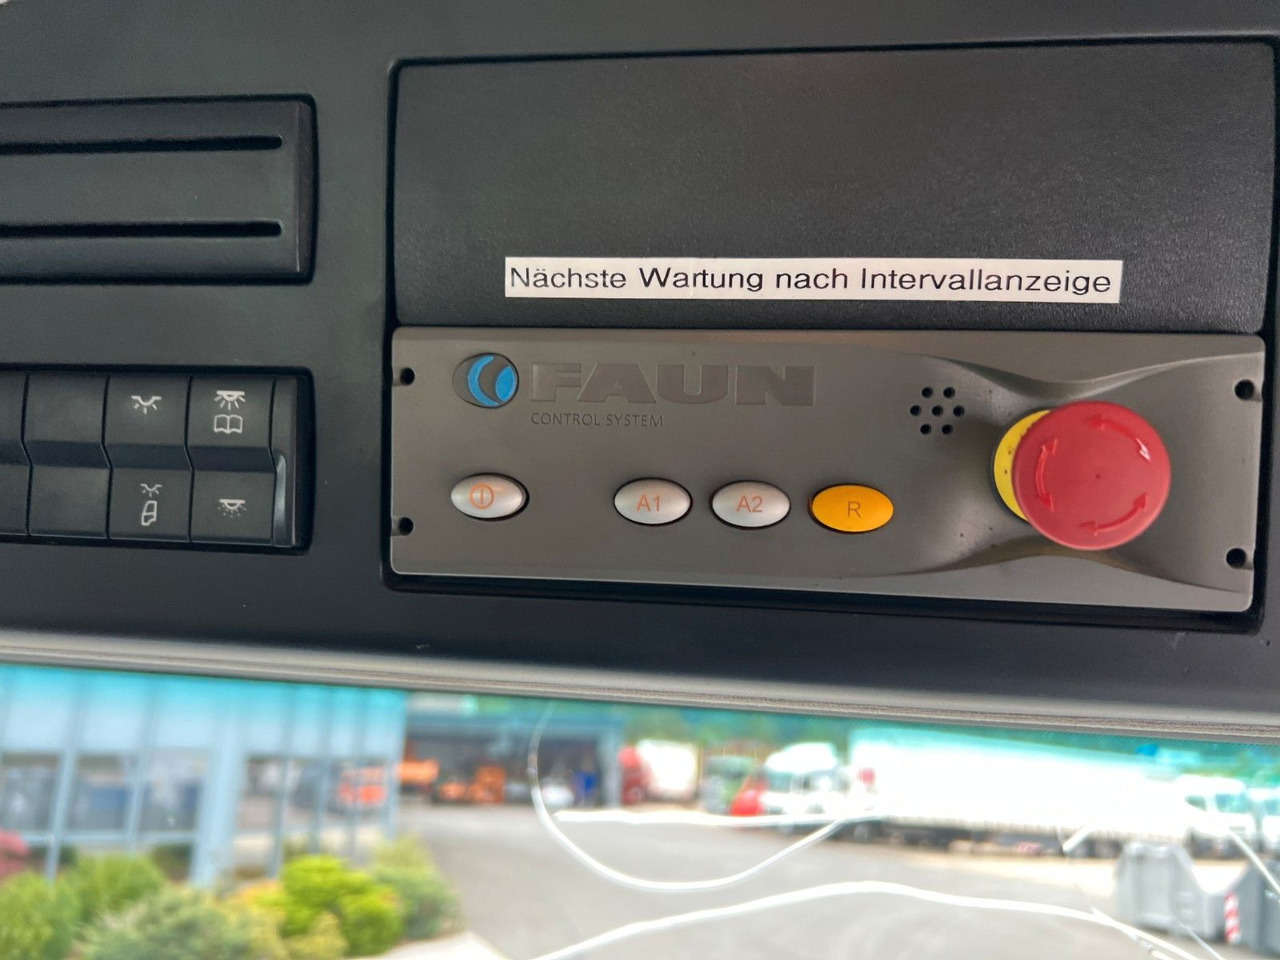 Nächste Wartung nach Intervallanzeige
FAUN
CONTROL SYSTEM
A1
A2
R